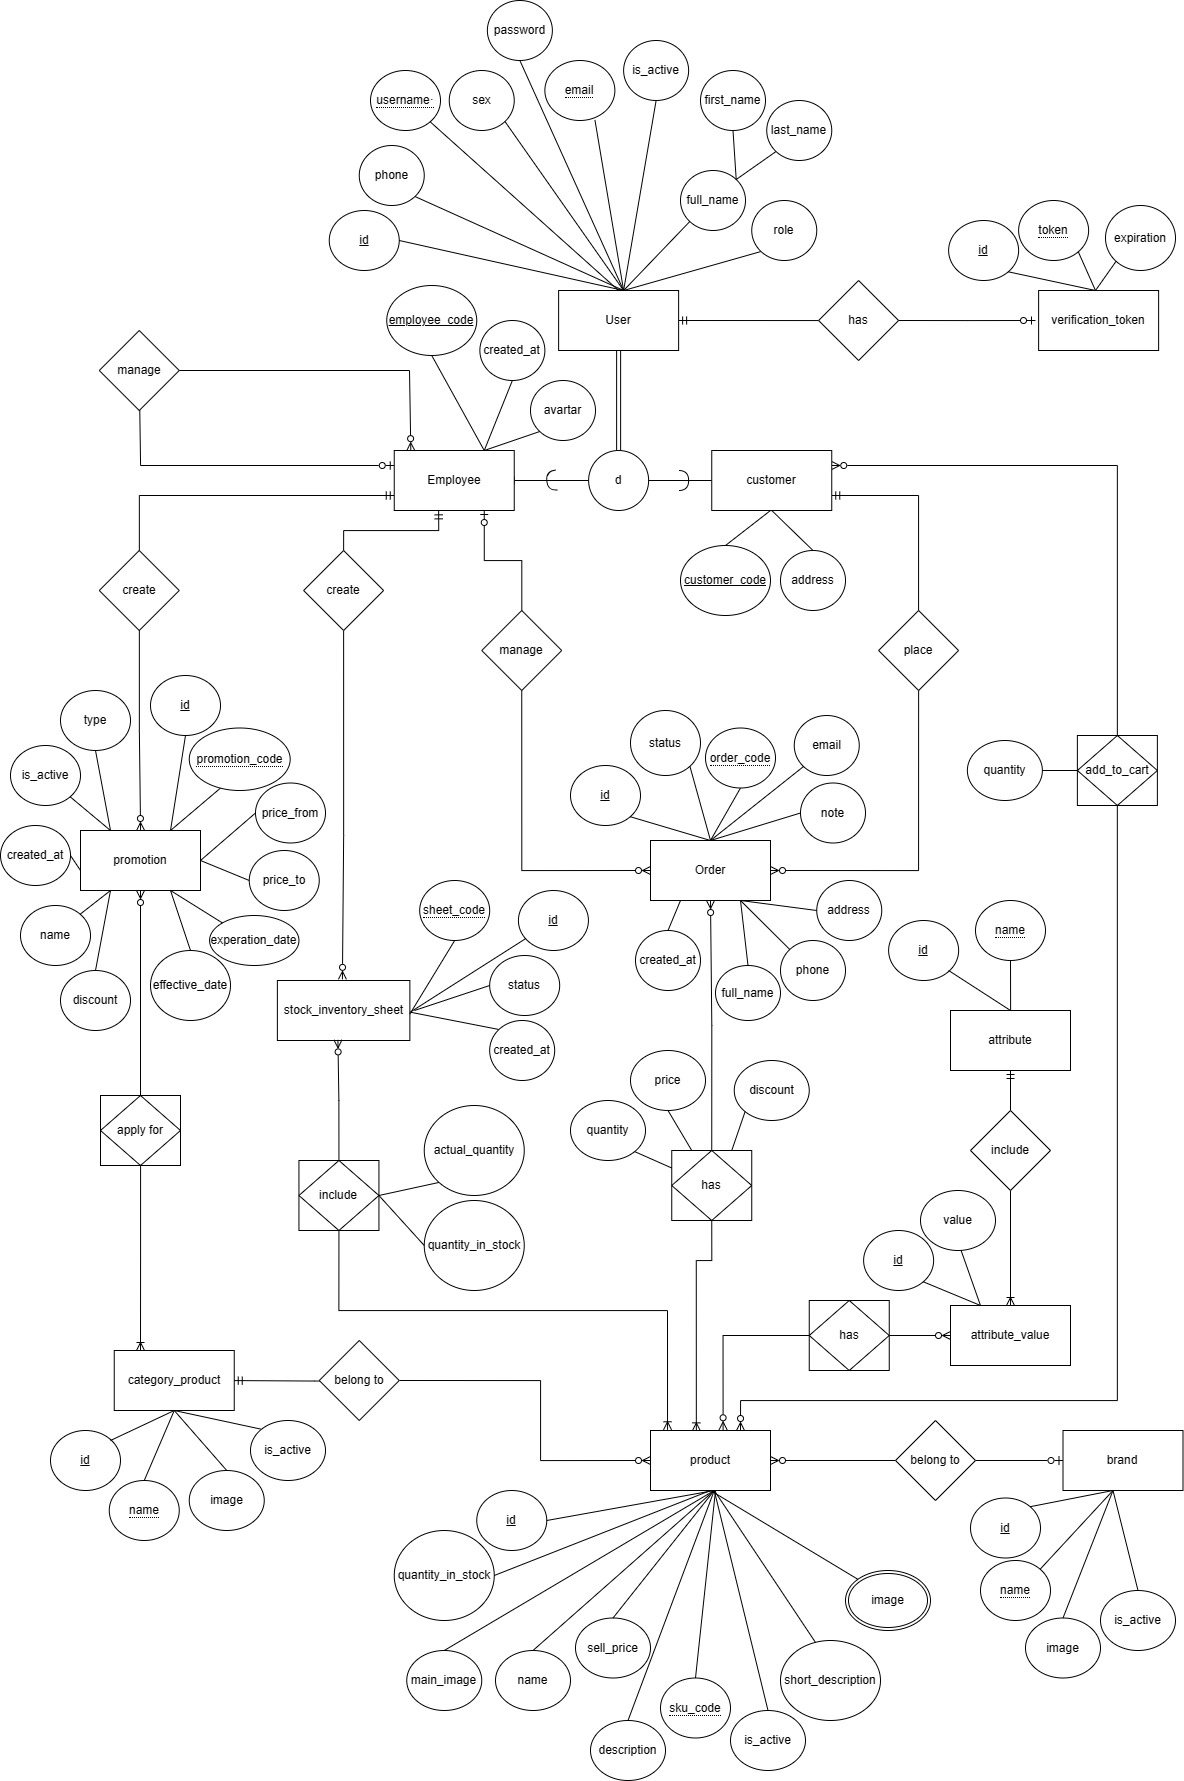 password
is_active
email
username
sex
first_name
last_name
phone
full_name
role
id
token
expiration
id
employee_code
User
has
verification_token
created_at
manage
avartar
Employee
d
customer
customer_code
address
create
create
manage
place
id
type
status
order_code
email
promotion_code
is_active
quantity
add_to_cart
id
price_from
note
created_at
promotion
Order
price_to
sheet_code
id
address
name
experation_date
id
name
created_at
effective_date
status
phone
discount
full_name
stock_inventory_sheet
attribute
created_at
price
discount
apply for
quantity
actual_quantity
include
include
has
value
quantity_in_stock
id
has
attribute_value
category_product
belong to
id
is_active
name
image
product
belong to
brand
id
quantity_in_stock
id
image
name
sell_price
is_active
main_image
name
short_description
image
sku_code
description
is_active